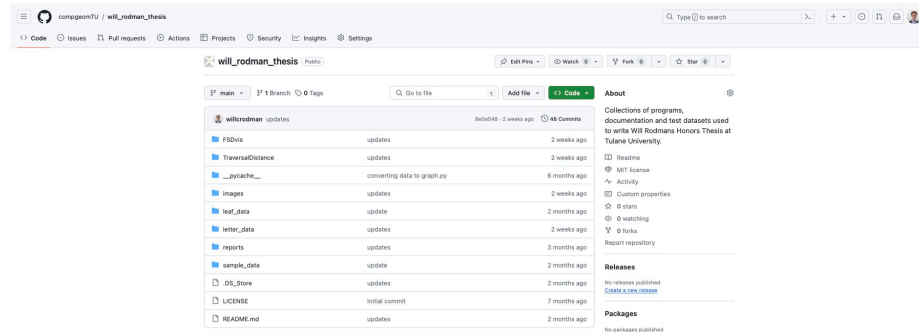 compgeomTU / will_rodman_thesis
Type / to search
Code Issues Pull requests Actions Projects Security Insights Settings
will_rodman_thesis Public
Edit Pins Watch 0 Fork 0 Star 0
main 1 Branch 0 Tags Go to file t Add file Code
willcrodman updates 8e0a548 · 2 weeks ago 48 Commits
FSDvis updates 2 weeks ago
TraversalDistance updates 2 weeks ago
__pycache__ converting data to graph.py 6 months ago
images updates 2 weeks ago
leaf_data update 2 months ago
letter_data updates 2 weeks ago
reports updates 3 months ago
sample_data update 2 months ago
.DS_Store updates 2 months ago
LICENSE Initial commit 7 months ago
README.md updates 2 months ago
About
Collections of programs,
documentation and test datasets used
to write Will Rodmans Honors Thesis at
Tulane University.
Readme
MIT license
Activity
Custom properties
0 stars
0 watching
0 forks
Report repository
Releases
No releases published
Create a new release
Packages
No packages published